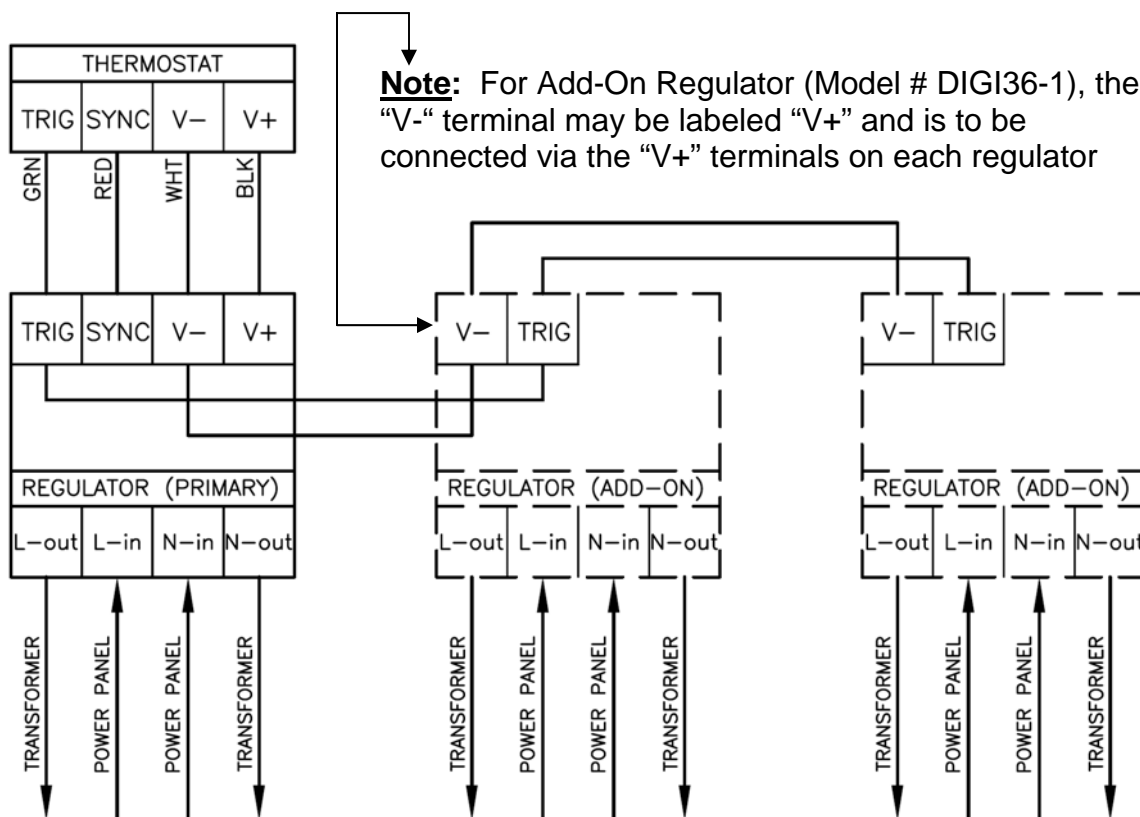 THERMOSTAT
TRIG SYNC V− V+
GRN RED WHT BLK
Note: For Add-On Regulator (Model # DIGI36-1), the
“V-“ terminal may be labeled “V+” and is to be
connected via the “V+” terminals on each regulator
TRIG SYNC V− V+
V− TRIG
V− TRIG
REGULATOR (PRIMARY)
REGULATOR (ADD−ON)
REGULATOR (ADD−ON)
L−out L−in N−in N−out
L−out L−in N−in N−out
L−out L−in N−in N−out
TRANSFORMER
POWER PANEL
POWER PANEL
TRANSFORMER
TRANSFORMER
POWER PANEL
POWER PANEL
TRANSFORMER
TRANSFORMER
POWER PANEL
POWER PANEL
TRANSFORMER